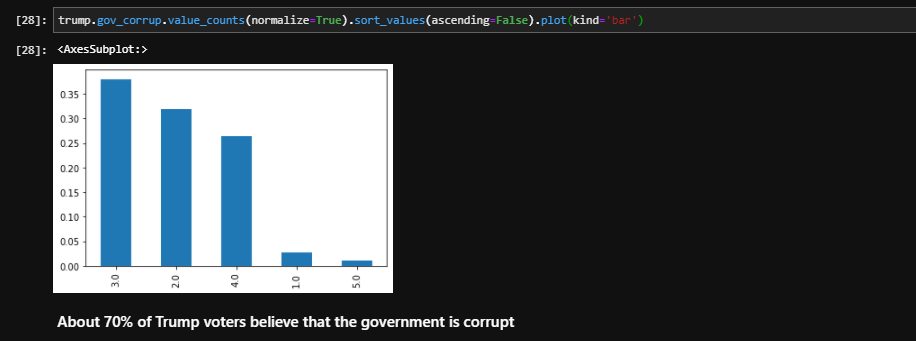 [28]: trump.gov_corrup.value_counts(normalize=True).sort_values(ascending=False).plot(kind='bar')
[28]: <AxesSubplot:>
0.35
0.30
0.25
0.20
0.15
0.10
0.05
0.00
3.0 2.0 4.0 1.0 5.0
About 70% of Trump voters believe that the government is corrupt